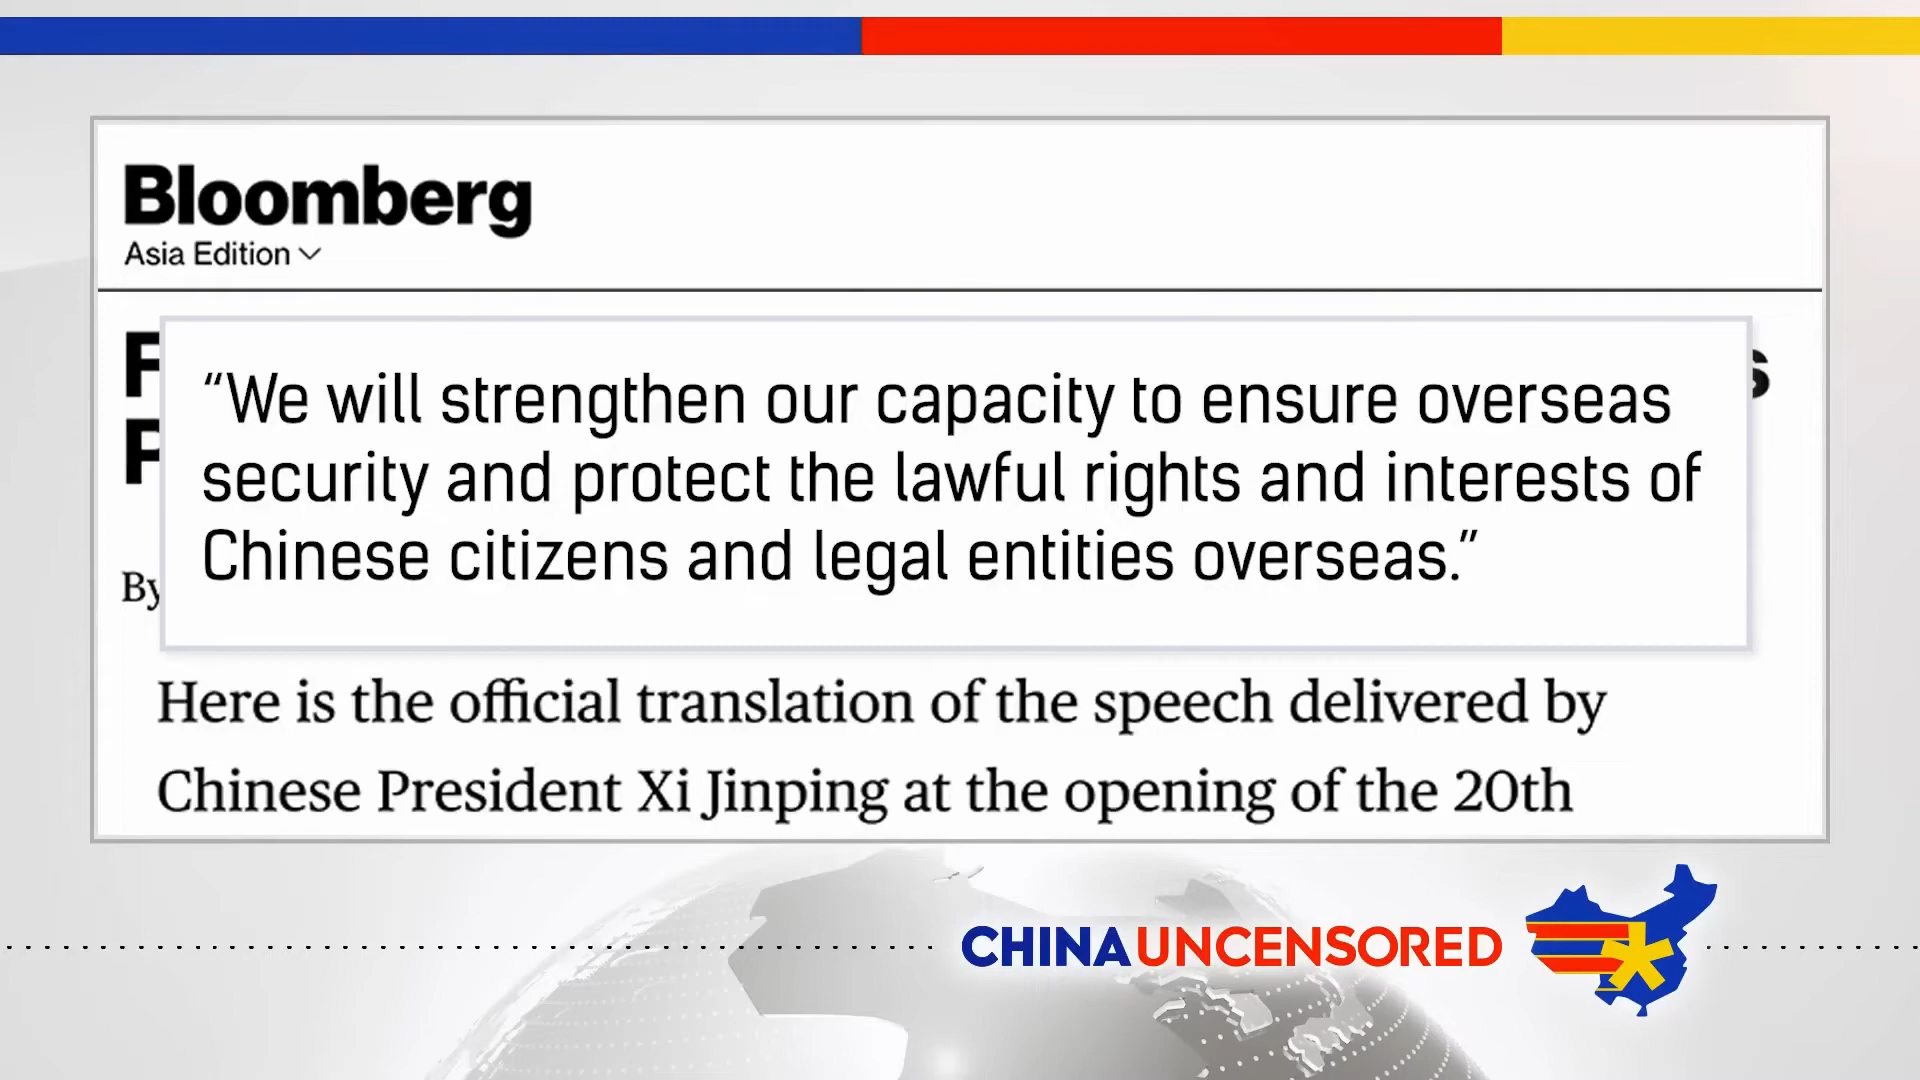 Bloomberg
Asia Edition
“We will strengthen our capacity to ensure overseas
security and protect the lawful rights and interests of
Chinese citizens and legal entities overseas.”
By
Here is the official translation of the speech delivered by
Chinese President Xi Jinping at the opening of the 20th
CHINAUNCENSORED